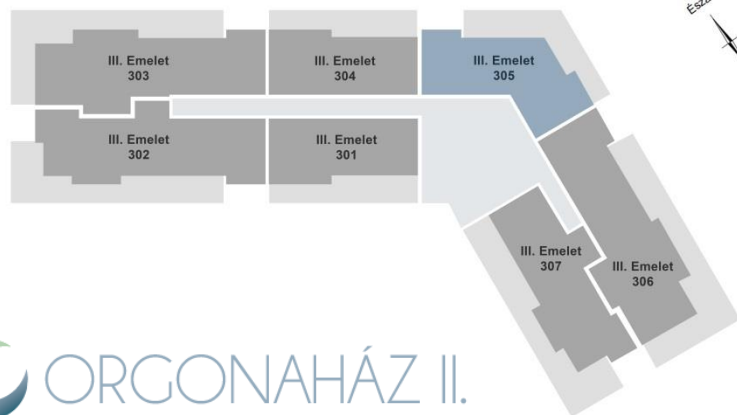 Észa
III. Emelet
303
III. Emelet
304
III. Emelet
305
III. Emelet
302
III. Emelet
301
III. Emelet
307
III. Emelet
306
ORGONAHÁZ II.